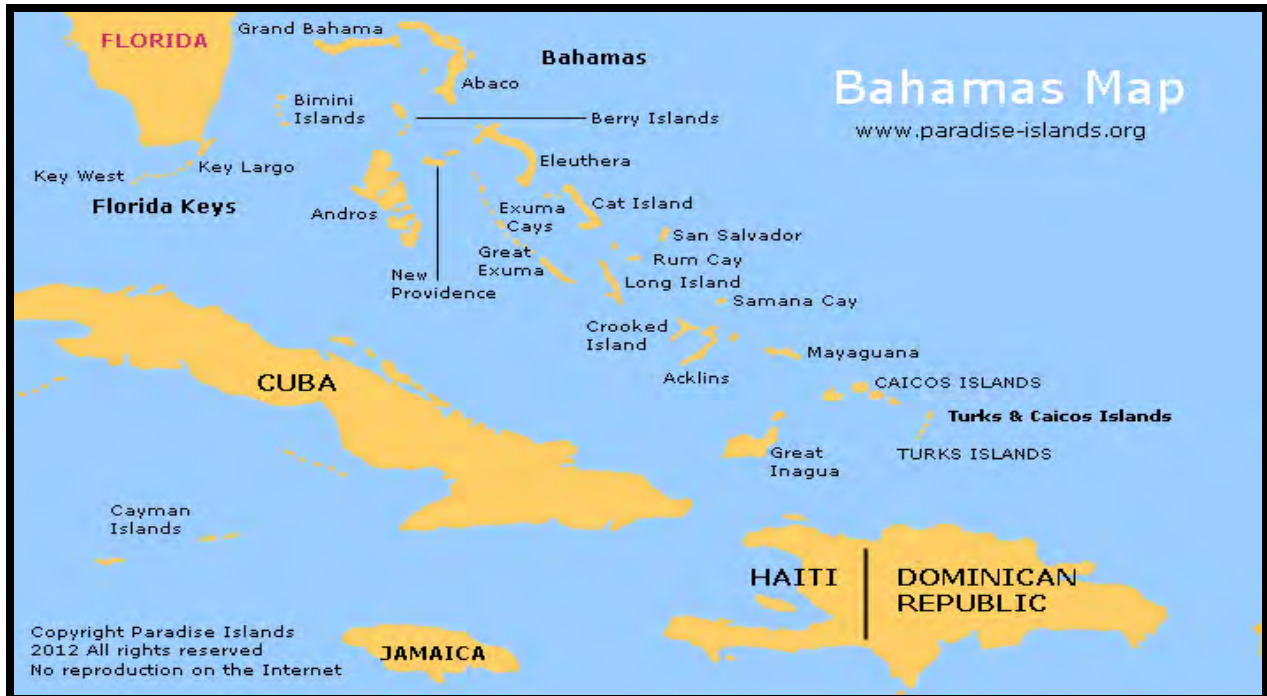 FLORIDA
Grand Bahama
Bahamas
Abaco
Bahamas Map
www.paradise-islands.org
Bimini
Islands
Berry Islands
Key West
Key Largo
Eleuthera
Florida Keys
Andros
Exuma
Cays
Cat Island
San Salvador
Great
Exuma
Rum Cay
New
Providence
Long Island
Samana Cay
Crooked
Island
Mayaguana
Acklins
CUBA
CAICOS ISLANDS
Turks & Caicos Islands
Great
Inagua
TURKS ISLANDS
Cayman
Islands
HAITI
DOMINICAN
REPUBLIC
Copyright Paradise Islands
2012 All rights reserved
No reproduction on the Internet
JAMAICA